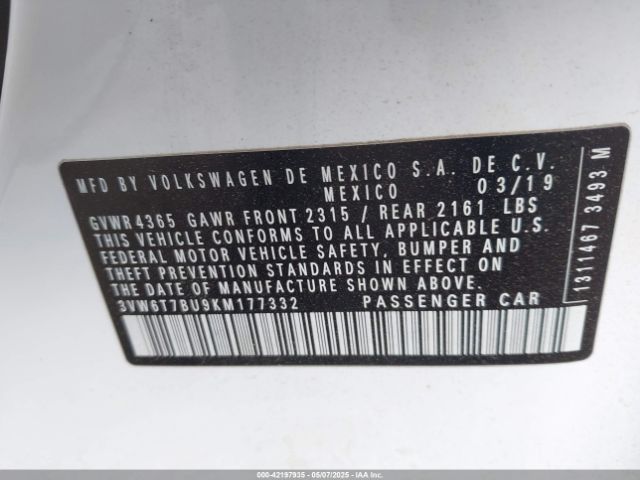 MFD BY VOLKSWAGEN DE MEXICO S.A. DE C.V.
MEXICO 03/19
GVWR 4365 GAWR FRONT 2315 / REAR 2161 LBS
THIS VEHICLE CONFORMS TO ALL APPLICABLE U.S.
FEDERAL MOTOR VEHICLE SAFETY, BUMPER AND
THEFT PREVENTION STANDARDS IN EFFECT ON
THE DATE OF MANUFACTURE SHOWN ABOVE.
3VW6T7BU9KM177332 PASSENGER CAR
1311467 3493 M
000-42197935 - 05/07/2025 - IAA Inc.